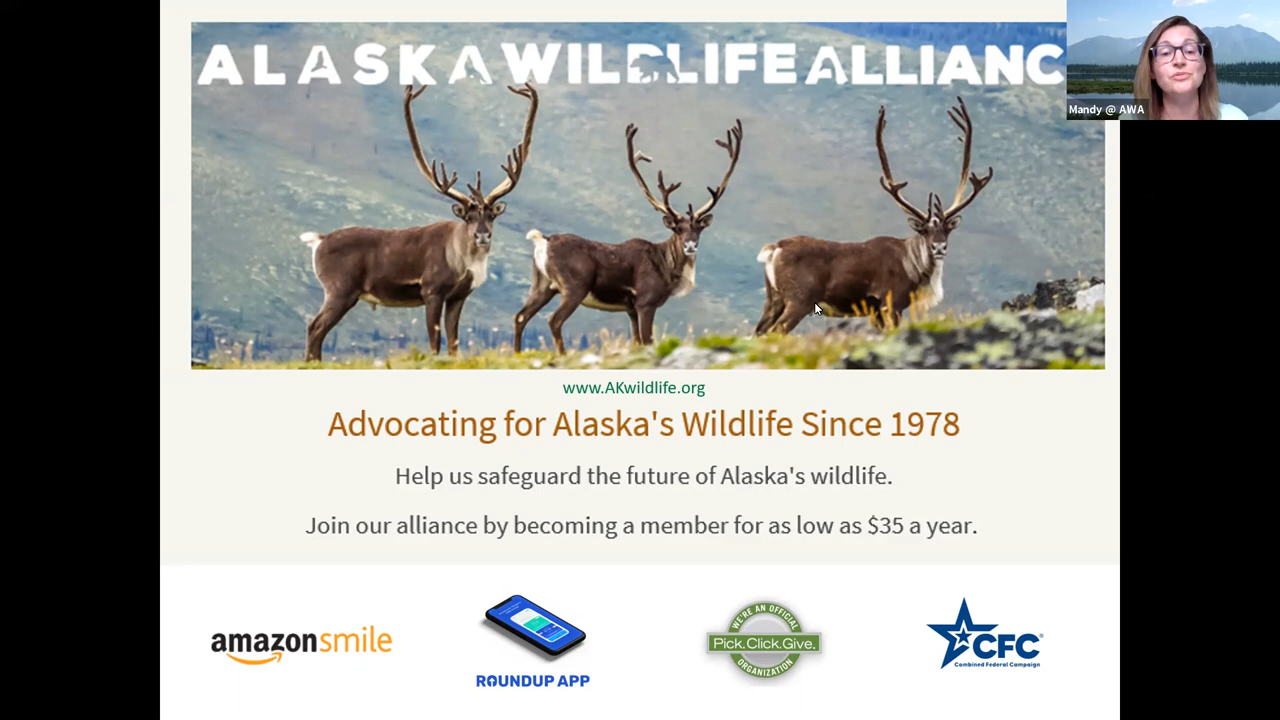 ALASKA WILDLIFE ALLIANC
Mandy @ AWA
www.AKwildlife.org
Advocating for Alaska's Wildlife Since 1978
Help us safeguard the future of Alaska's wildlife.
Join our alliance by becoming a member for as low as $35 a year.
amazonsmile
ROUNDUP APP
WE'RE AN OFFICIAL
Pick.Click.Give.
ORGANIZATION
CFC®
Combined Federal Campaign